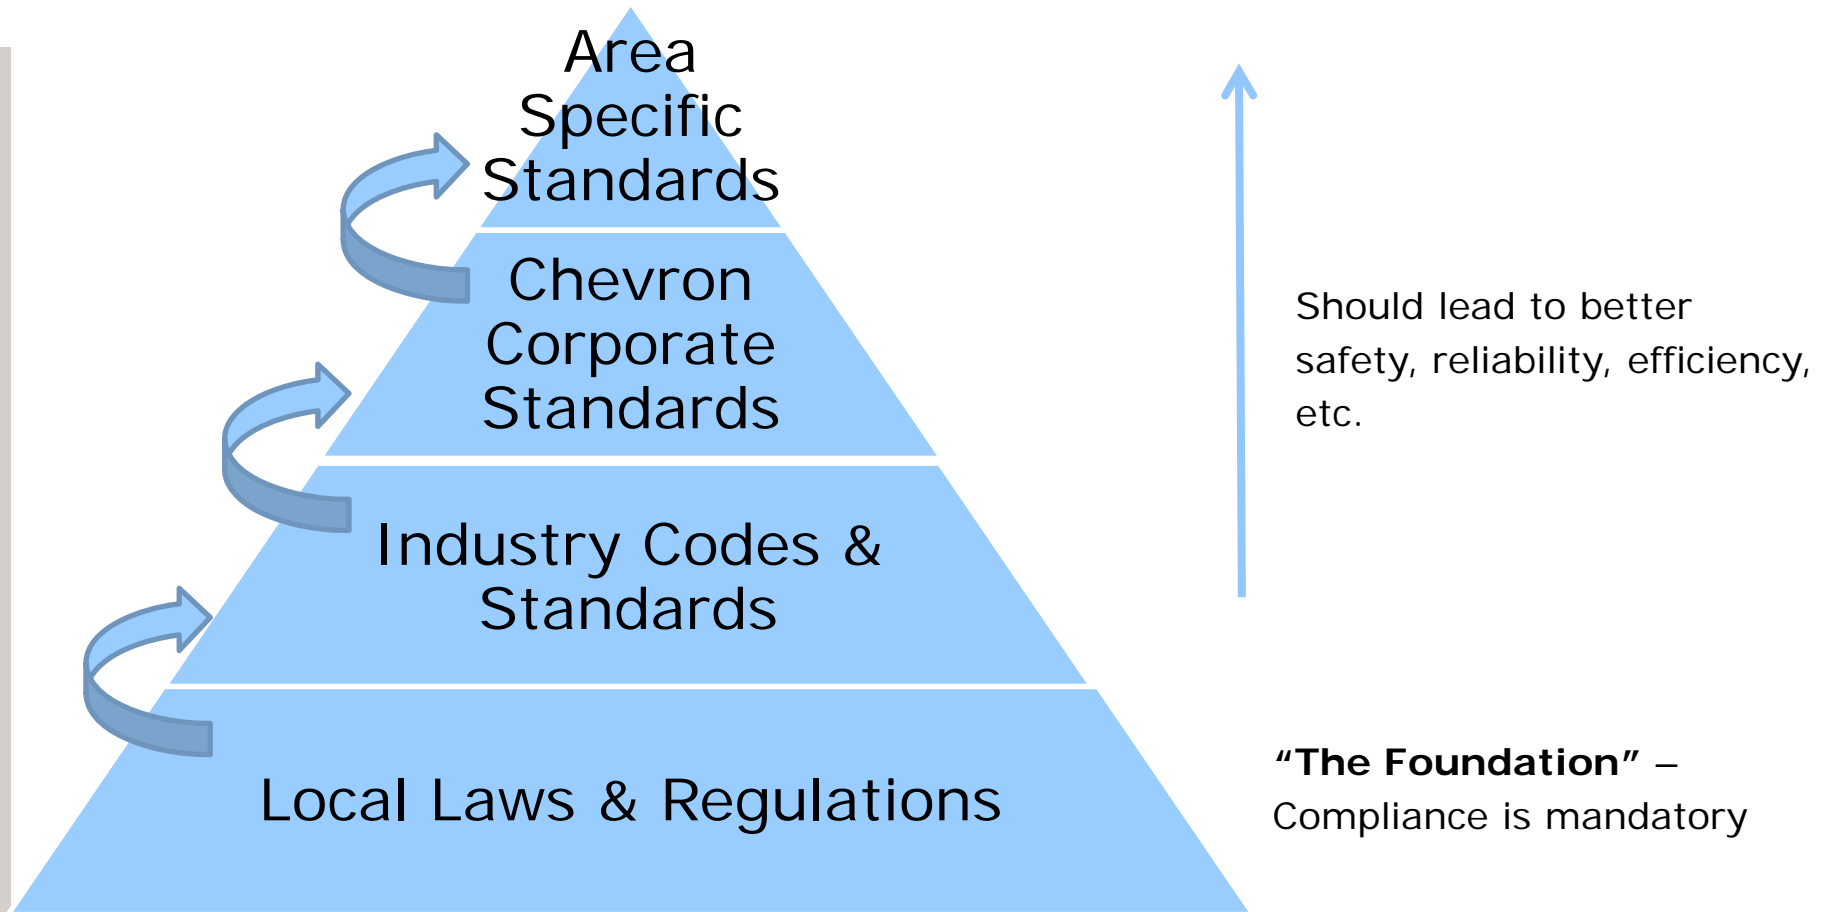 Area
Specific
Standards
Chevron
Corporate
Standards
Industry Codes &
Standards
Local Laws & Regulations
Should lead to better
safety, reliability, efficiency,
etc.
“The Foundation” –
Compliance is mandatory